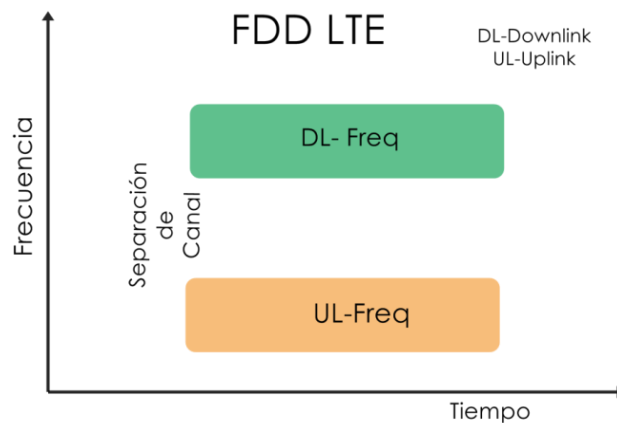 FDD LTE
DL-Downlink
UL-Uplink
Frecuencia
DL- Freq
Separación
de
Canal
UL-Freq
Tiempo